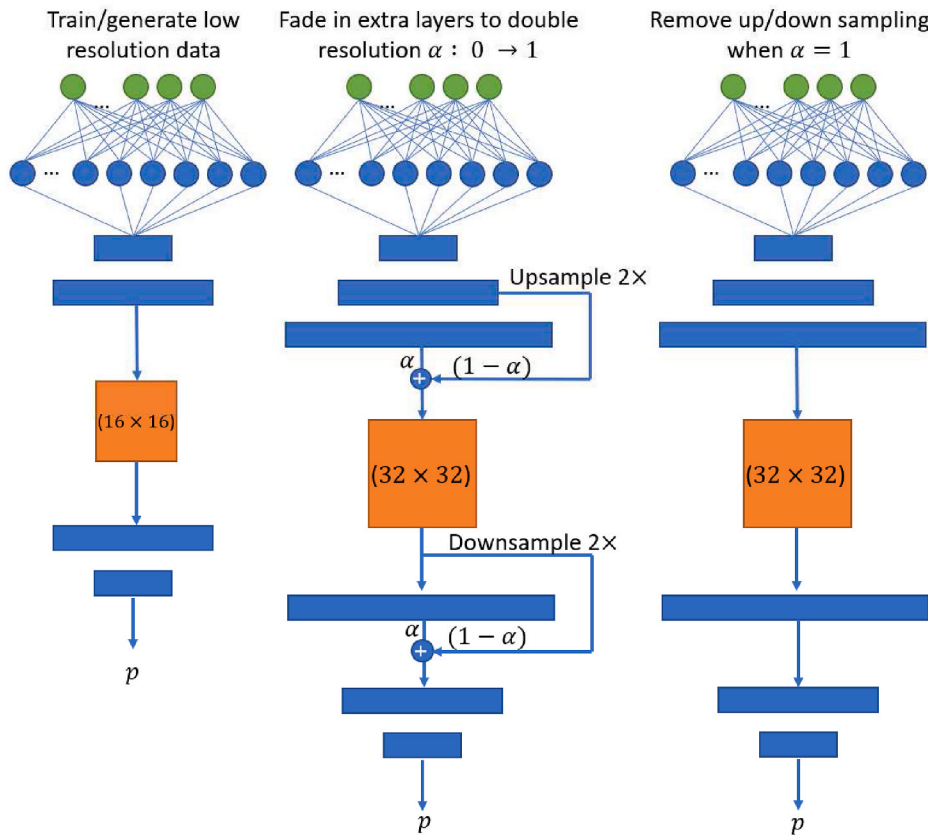 Train/generate low
resolution data
...
...
(16 × 16)
p
Fade in extra layers to double
resolution α : 0 → 1
...
...
Upsample 2×
α
(1 − α)
+
(32 × 32)
Downsample 2×
α
(1 − α)
+
p
Remove up/down sampling
when α = 1
...
...
(32 × 32)
p